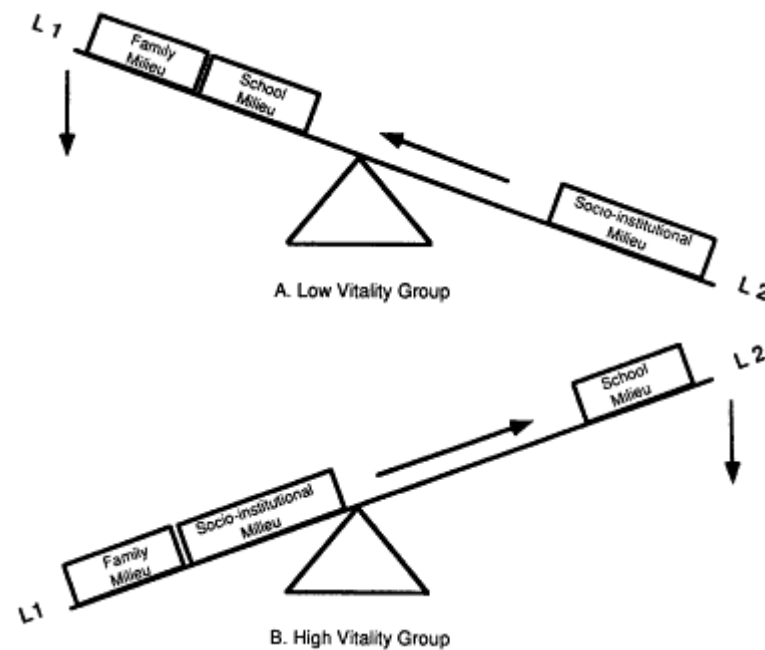 L 1
Family
Milieu
School
Milieu
Socio-institutional
Milieu
L 2
A. Low Vitality Group
L 2
School
Milieu
Socio-institutional
Milieu
Family
Milieu
L1
B. High Vitality Group